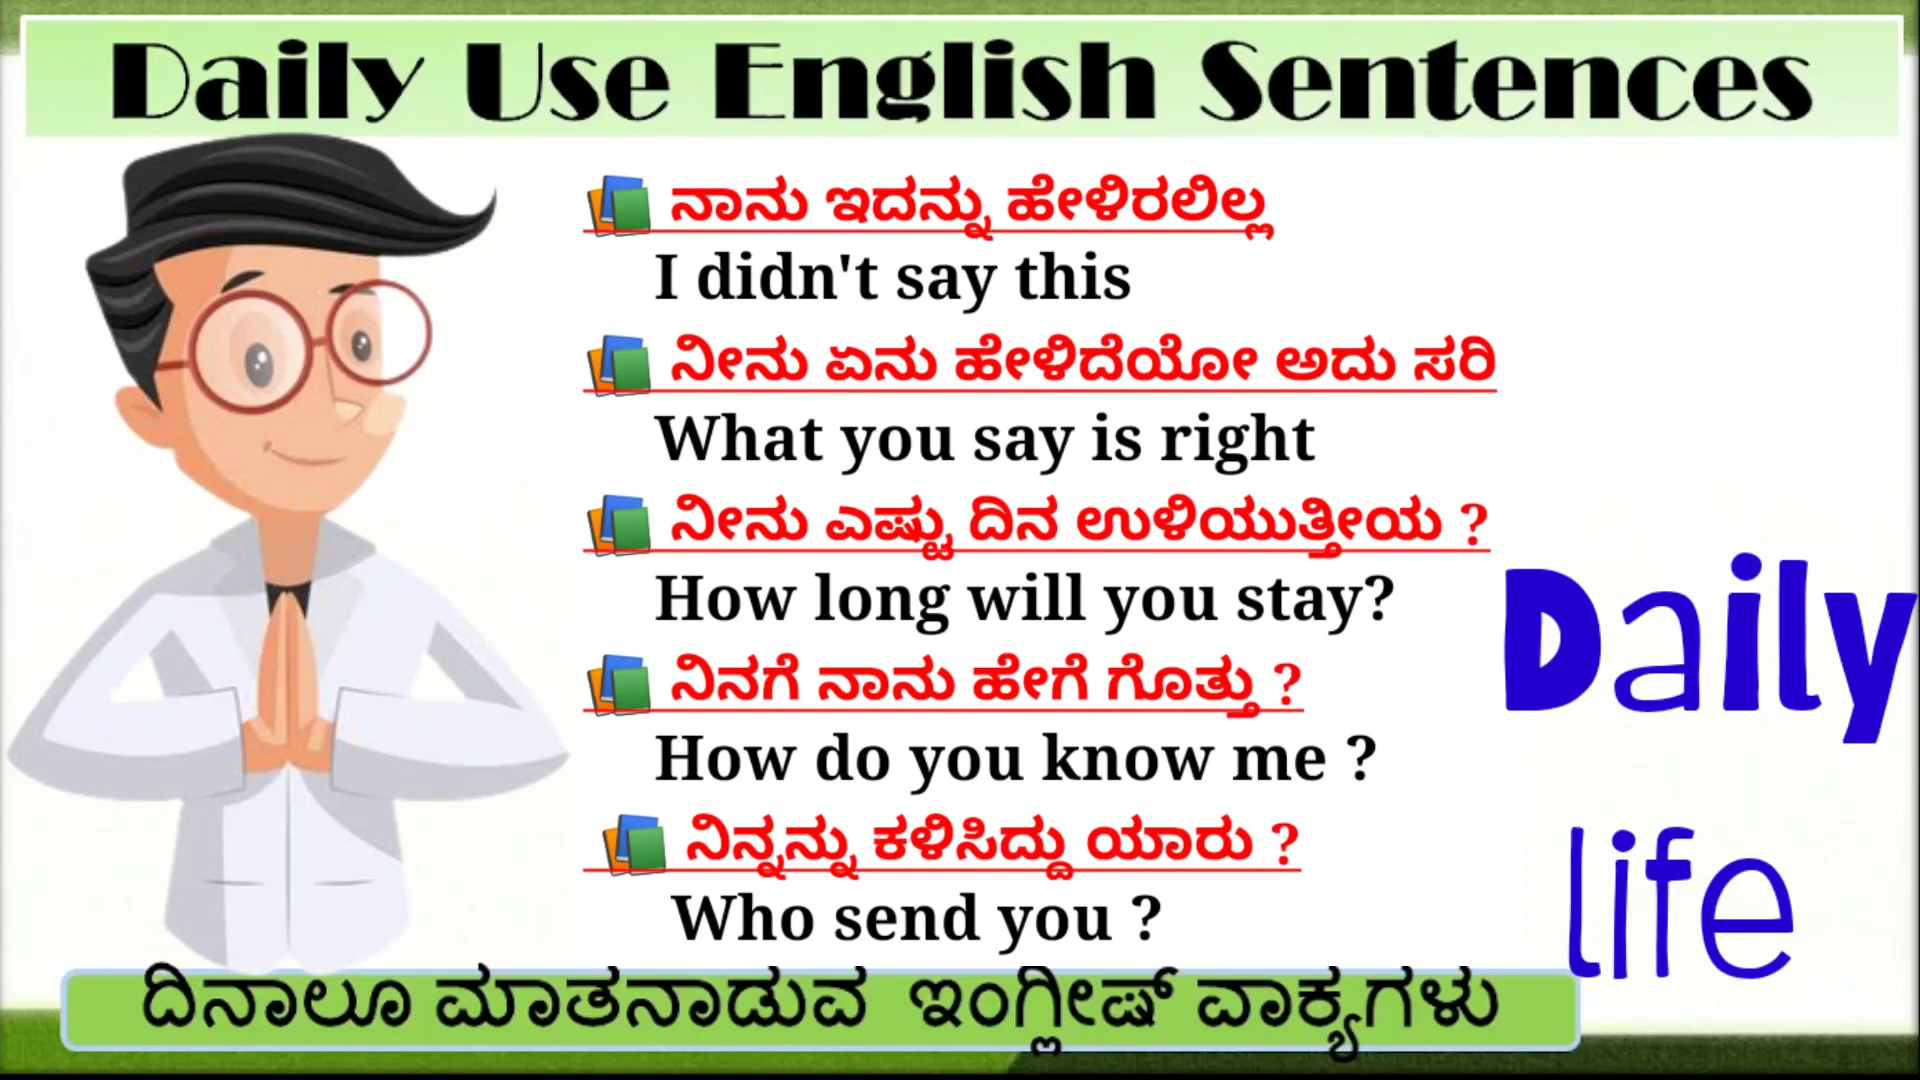 Daily Use English Sentences
ನಾನು ಇದನ್ನು ಹೇಳಿರಲಿಲ್ಲ
I didn't say this
ನೀನು ಏನು ಹೇಳಿದೆಯೋ ಅದು ಸರಿ
What you say is right
ನೀನು ಎಷ್ಟು ದಿನ ಉಳಿಯುತ್ತೀಯ ?
How long will you stay?
ನಿನಗೆ ನಾನು ಹೇಗೆ ಗೊತ್ತು ?
How do you know me ?
ನಿನ್ನನ್ನು ಕಳಿಸಿದ್ದು ಯಾರು ?
Who send you ?
Daily
life
ದಿನಾಲೂ ಮಾತನಾಡುವ ಇಂಗ್ಲೀಷ್ ವಾಕ್ಯಗಳು